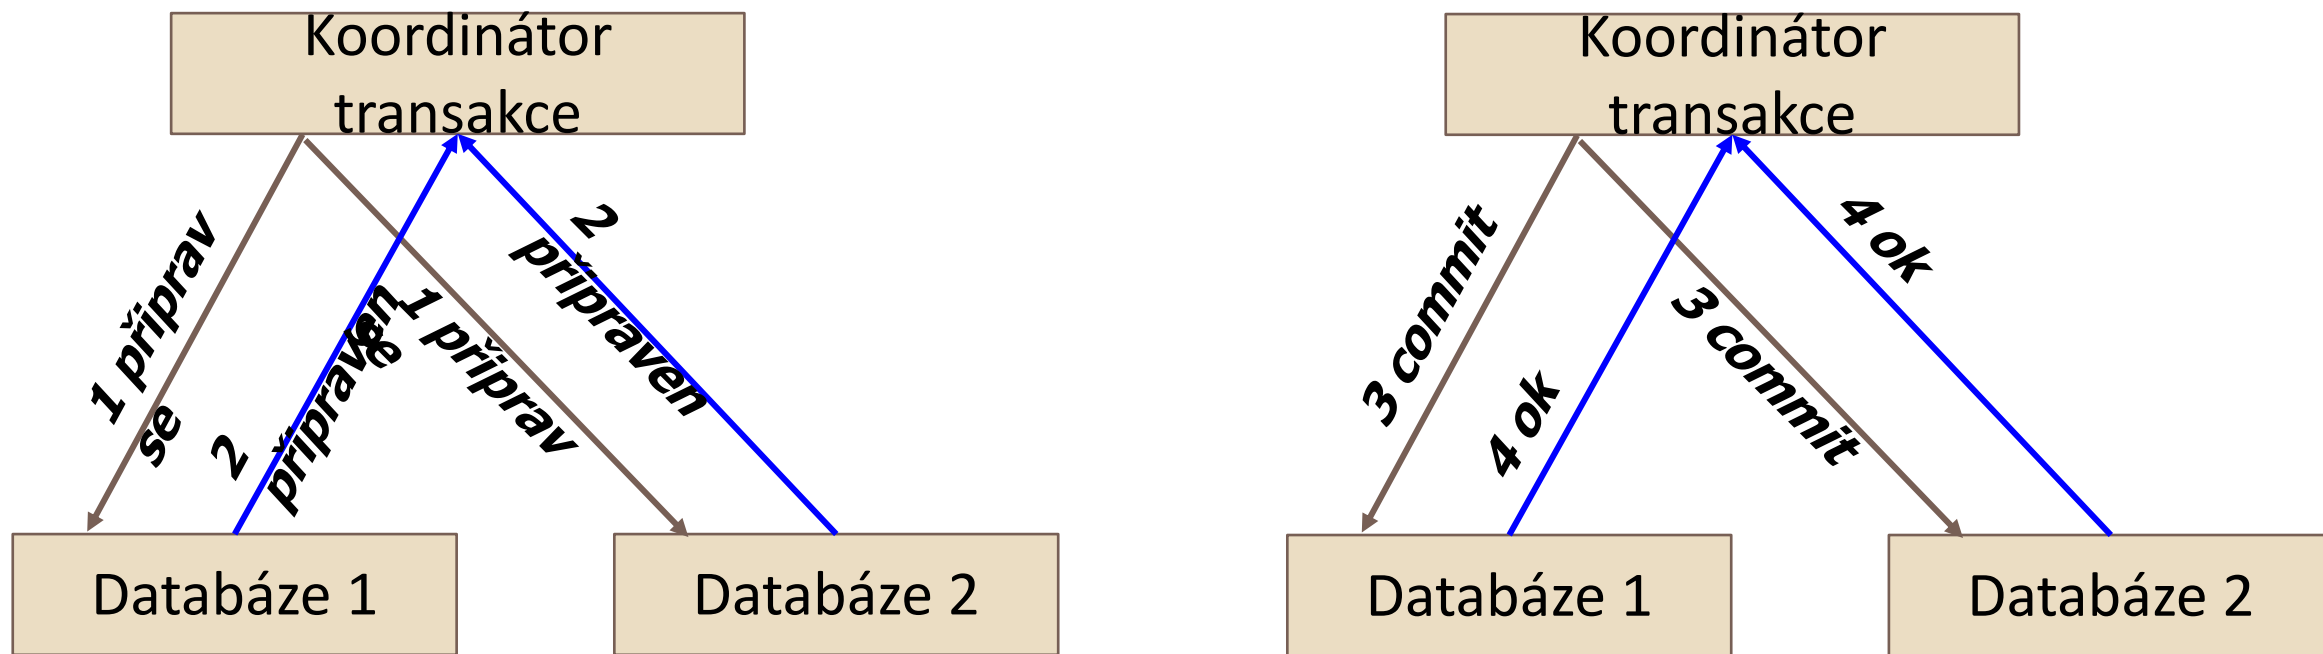 Koordinátor
transakce
1 připrav
se
2
připraven
1 připrav
se
2
připraven
Databáze 1
Databáze 2
Koordinátor
transakce
3 commit
4 ok
3 commit
4 ok
Databáze 1
Databáze 2